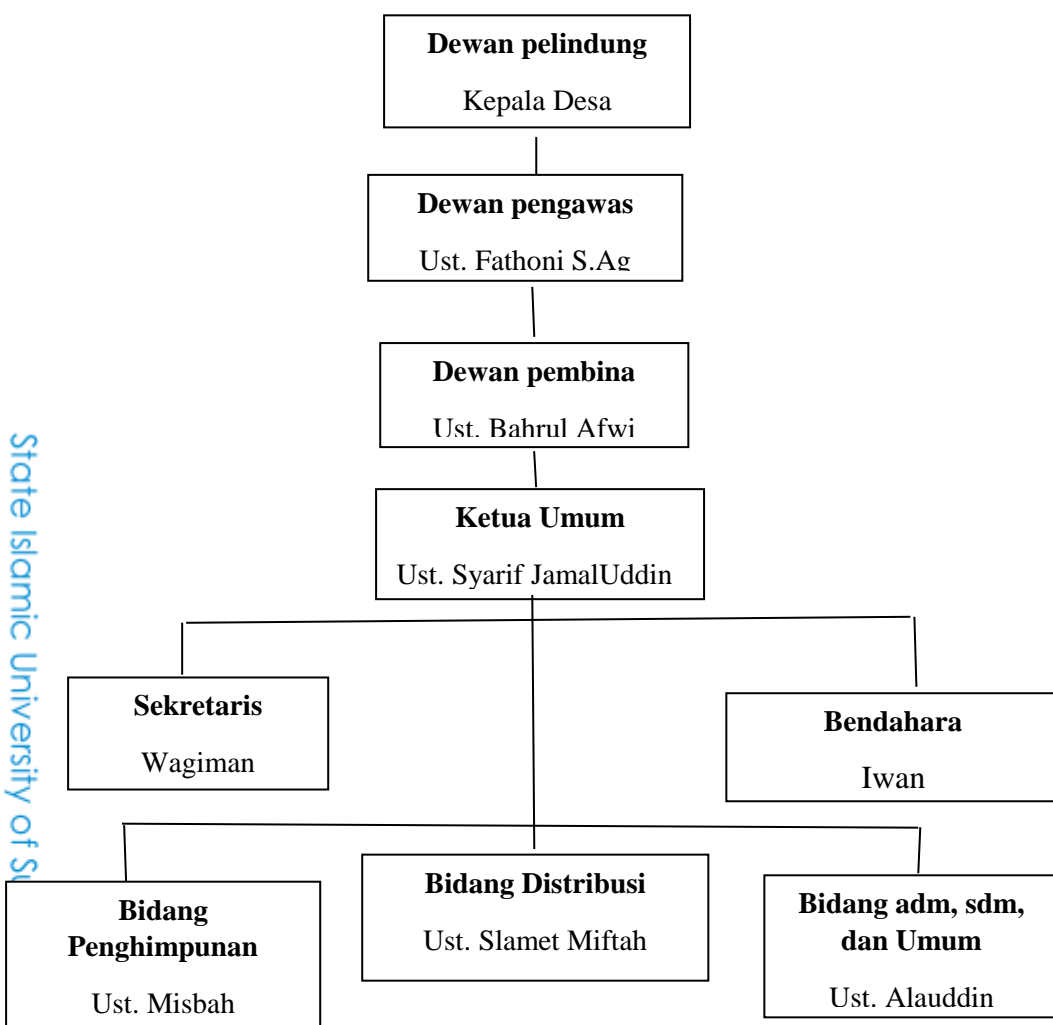 Dewan pelindung
Kepala Desa
Dewan pengawas
Ust. Fathoni S.Ag
Dewan pembina
Ust. Bahrul Afwi
Ketua Umum
Ust. Syarif JamalUddin
Sekretaris
Wagiman
Bendahara
Iwan
Bidang
Penghimpunan
Ust. Misbah
Bidang Distribusi
Ust. Slamet Miftah
Bidang adm, sdm,
dan Umum
Ust. Alauddin
State Islamic University of